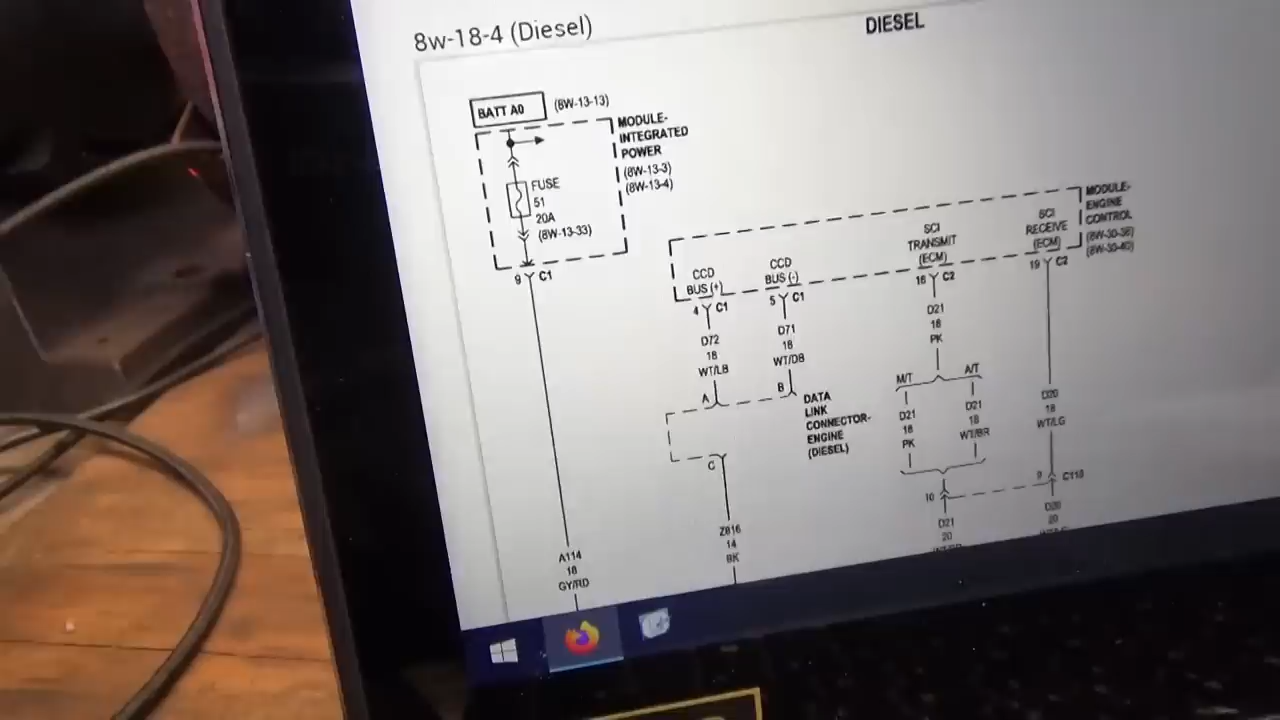 8w-18-4 (Diesel)
DIESEL
BATT A0
(8W-13-13)
MODULE-
INTEGRATED
POWER
(8W-13-3)
(8W-13-4)
FUSE
51
20A
(8W-13-33)
9
C1
MODULE-
ENGINE
CONTROL
(8W-30-38)
(8W-30-40)
CCD
BUS (+)
CCD
BUS (-)
SCI
TRANSMIT
(ECM)
SCI
RECEIVE
(ECM)
4
C1
5
C1
18
C2
19
C2
D72
18
WT/LB
D71
18
WT/DB
D21
18
PK
M/T
A/T
D21
18
PK
D21
18
WT/BR
D20
18
WT/LG
A
B
DATA
LINK
CONNECTOR-
ENGINE
(DIESEL)
C
10
9
C113
A114
18
GY/RD
Z816
14
BK
D21
20
D20
20